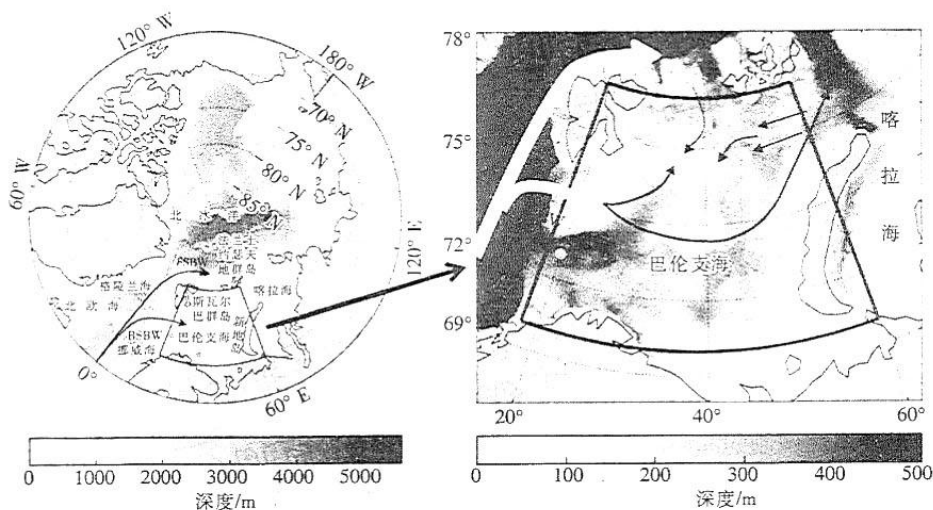 120° W
180° W
70° N
75° N
80° N
85° N
60° W
120° E
北 冰 洋
法兰士
约瑟夫
地群岛
FSBW
格陵兰海
喀拉海
北 欧 海
斯瓦尔
巴群岛
新地岛
BSBW
巴伦支海
挪威海
0°
60° E
0 1000 2000 3000 4000 5000
深度/m
78°
75°
72°
69°
喀拉海
巴伦支海
20° 40° 60°
0 100 200 300 400 500
深度/m